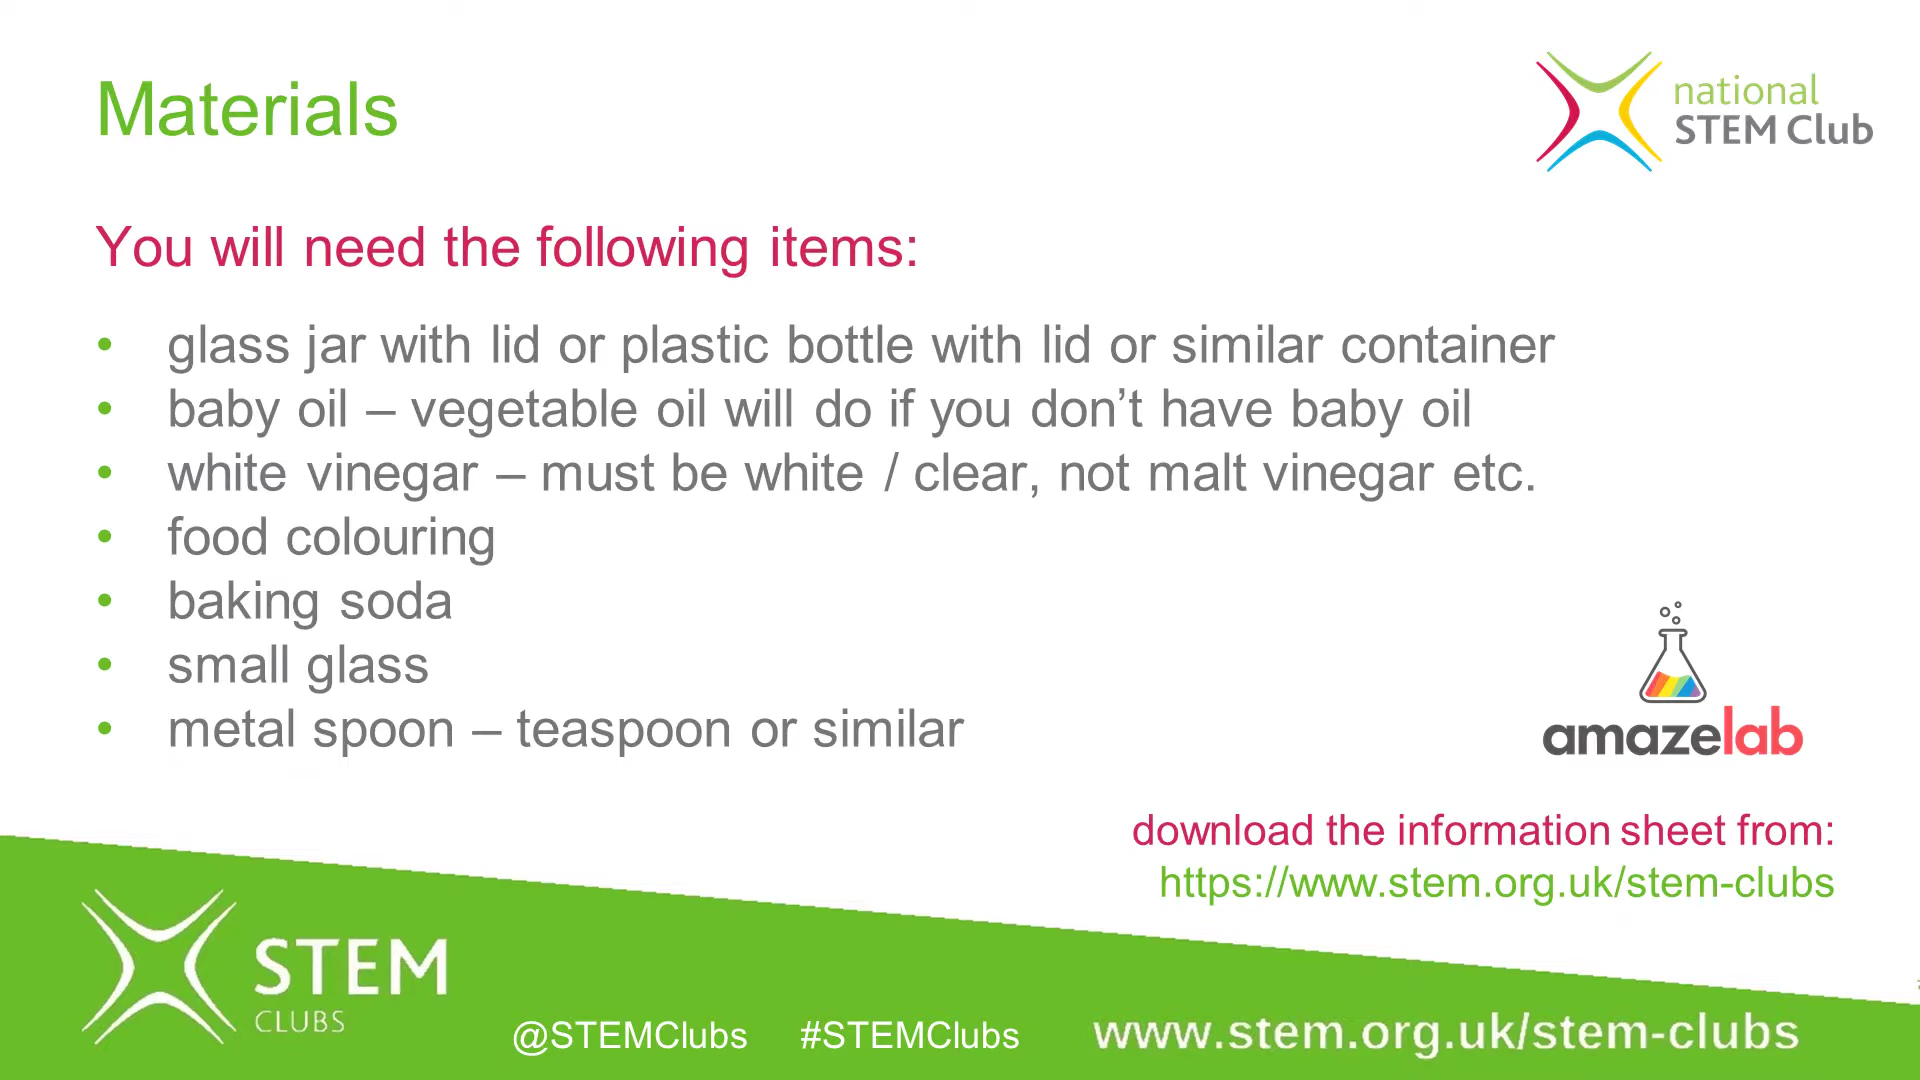 Materials
national
STEM Club
You will need the following items:
• glass jar with lid or plastic bottle with lid or similar container
• baby oil – vegetable oil will do if you don’t have baby oil
• white vinegar – must be white / clear, not malt vinegar etc.
• food colouring
• baking soda
• small glass
• metal spoon – teaspoon or similar
amazelab
download the information sheet from:
https://www.stem.org.uk/stem-clubs
STEM
CLUBS
@STEMClubs #STEMClubs www.stem.org.uk/stem-clubs